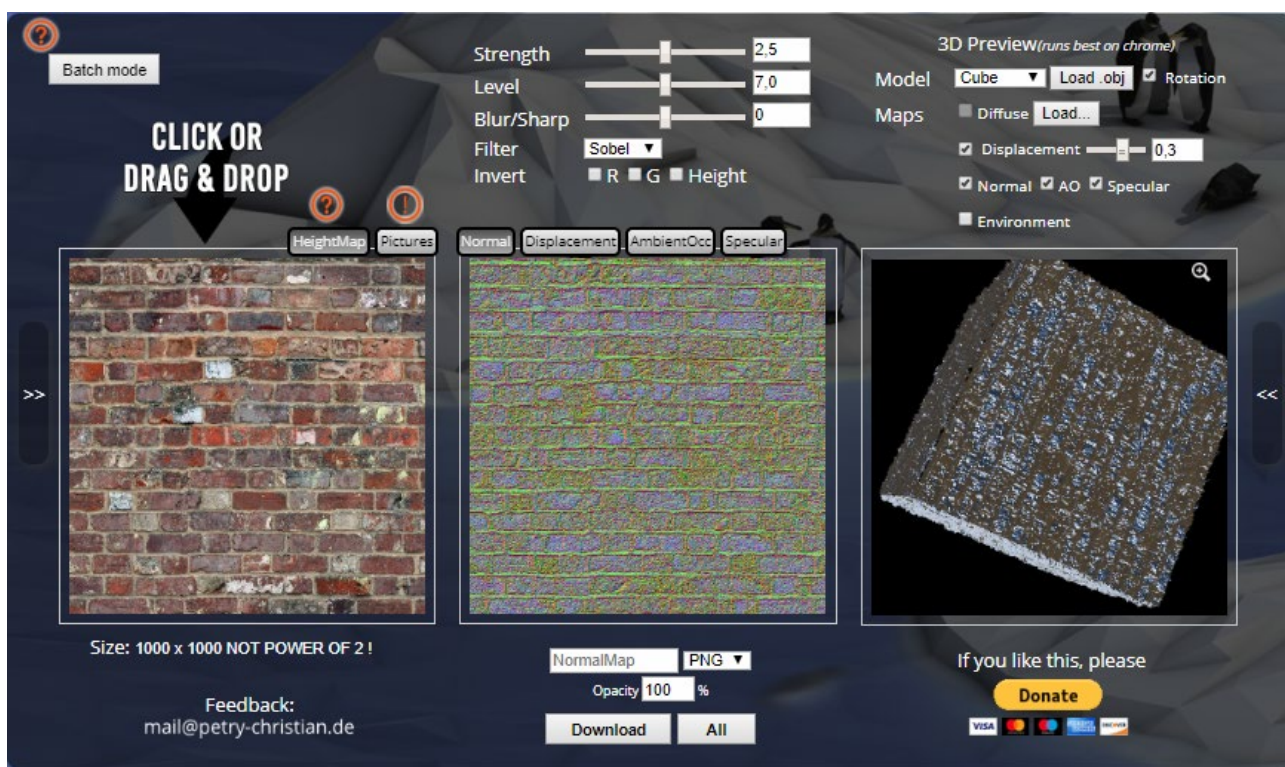 ?
Batch mode
CLICK OR
DRAG & DROP
? !
HeightMap Pictures
>>
Size: 1000 x 1000 NOT POWER OF 2 !
Feedback:
mail@petry-christian.de
Strength 2,5
Level 7,0
Blur/Sharp 0
Filter Sobel ▼
Invert R G Height
Normal Displacement AmbientOcc Specular
NormalMap PNG ▼
Opacity 100 %
Download All
3D Preview(runs best on chrome)
Model Cube ▼ Load .obj Rotation
Maps Diffuse Load...
Displacement 0,3
Normal AO Specular
Environment
<<
If you like this, please
Donate
VISA